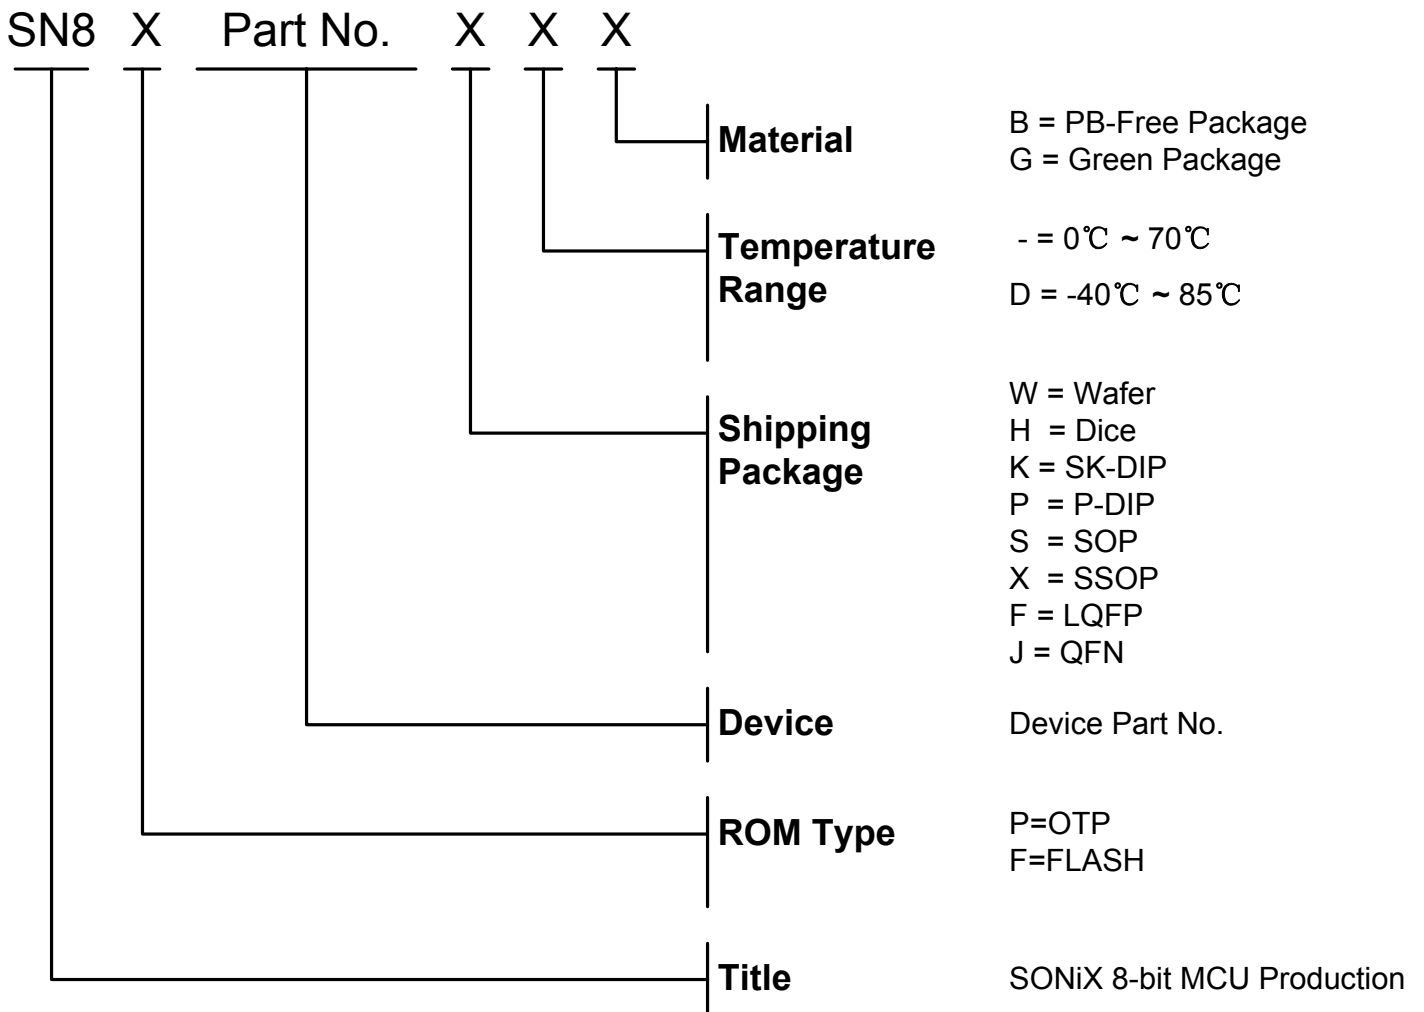 SN8 X Part No. X X X
Material
B = PB-Free Package
G = Green Package
Temperature
Range
- = 0℃ ~ 70℃
D = -40℃ ~ 85℃
Shipping
Package
W = Wafer
H = Dice
K = SK-DIP
P = P-DIP
S = SOP
X = SSOP
F = LQFP
J = QFN
Device
Device Part No.
ROM Type
P=OTP
F=FLASH
Title
SONiX 8-bit MCU Production